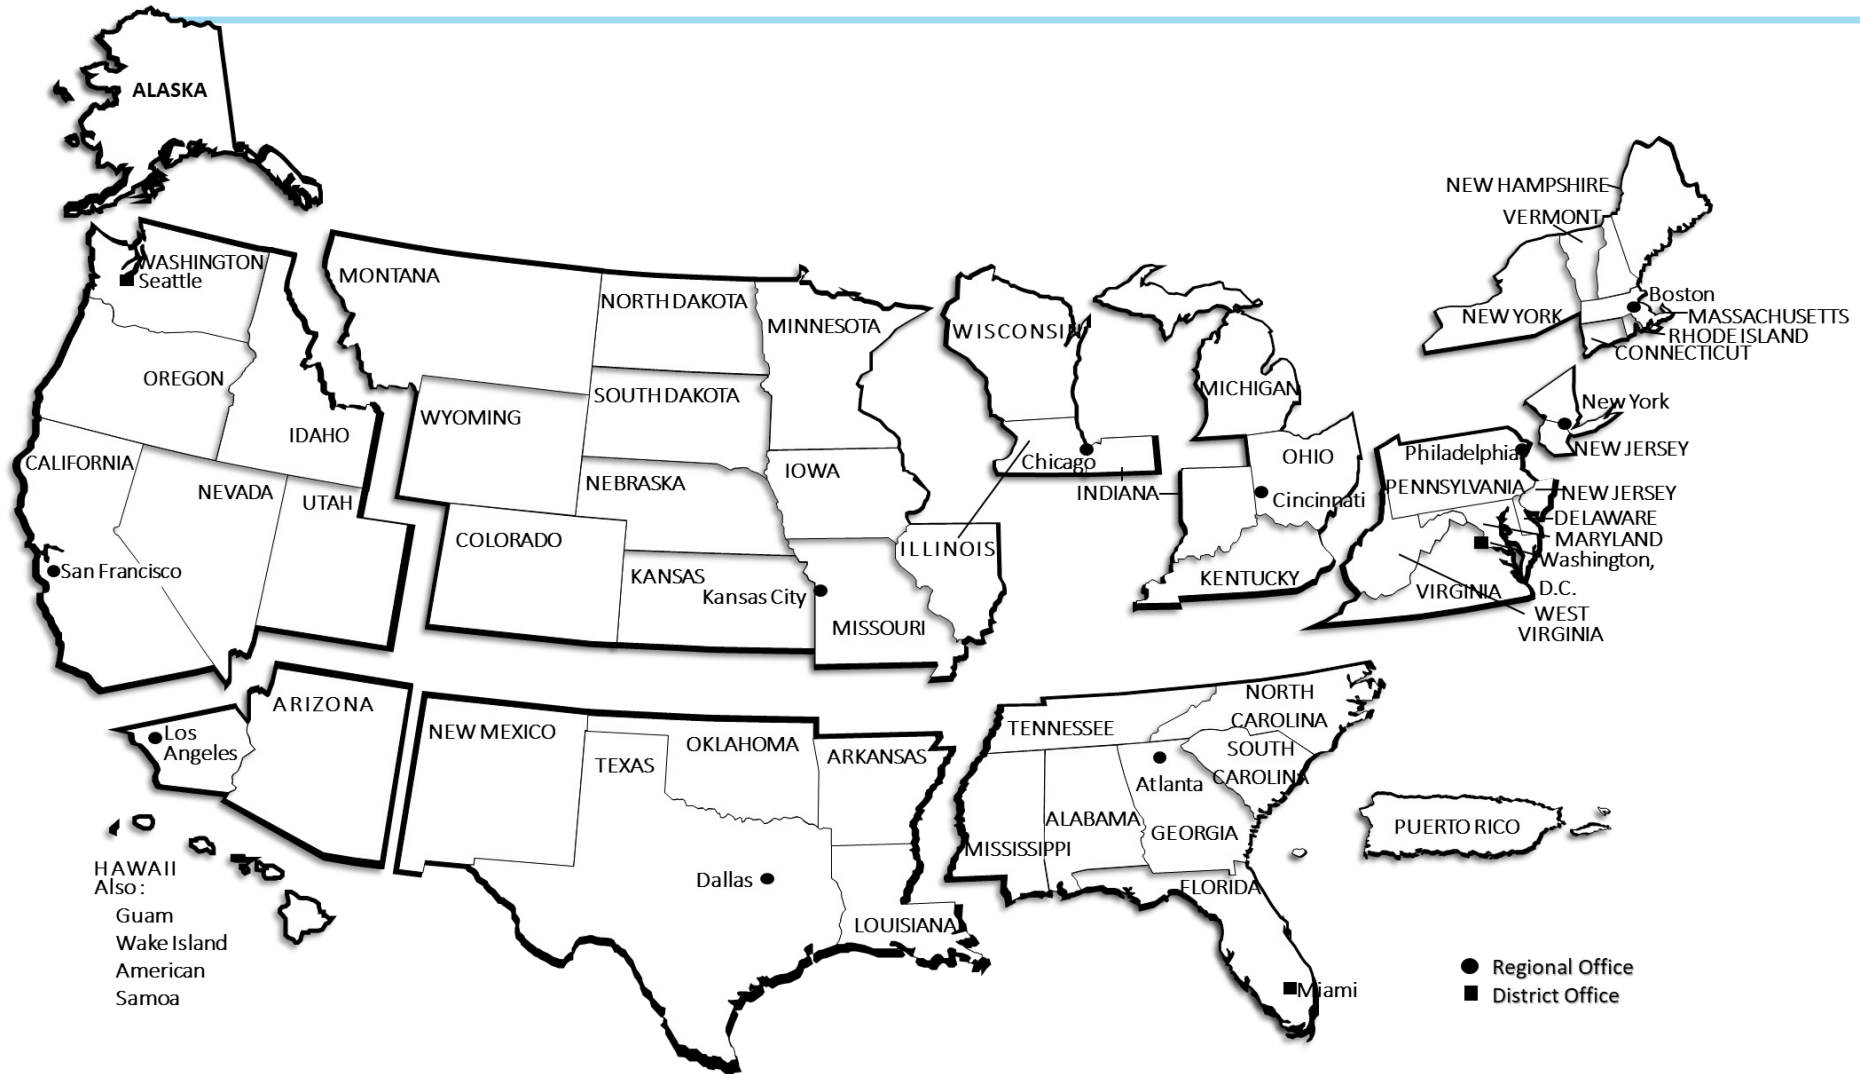 ALASKA
WASHINGTON
Seattle
OREGON
IDAHO
CALIFORNIA
NEVADA
UTAH
San Francisco
MONTANA
NORTH DAKOTA
MINNESOTA
SOUTH DAKOTA
WYOMING
IOWA
NEBRASKA
COLORADO
KANSAS
Kansas City
MISSOURI
ILLINOIS
WISCONSIN
Chicago
INDIANA
MICHIGAN
OHIO
Cincinnati
KENTUCKY
NEW HAMPSHIRE
VERMONT
NEW YORK
Boston
MASSACHUSETTS
RHODE ISLAND
CONNECTICUT
New York
NEW JERSEY
Philadelphia
PENNSYLVANIA
NEW JERSEY
DELAWARE
MARYLAND
Washington,
D.C.
VIRGINIA
WEST
VIRGINIA
ARIZONA
Los
Angeles
HAWAII
Also :
Guam
Wake Island
American
Samoa
NEW MEXICO
TEXAS
OKLAHOMA
ARKANSAS
Dallas
LOUISIANA
TENNESSEE
NORTH
CAROLINA
SOUTH
CAROLINA
Atlanta
ALABAMA
GEORGIA
MISSISSIPPI
FLORIDA
Miami
PUERTO RICO
Regional Office
District Office